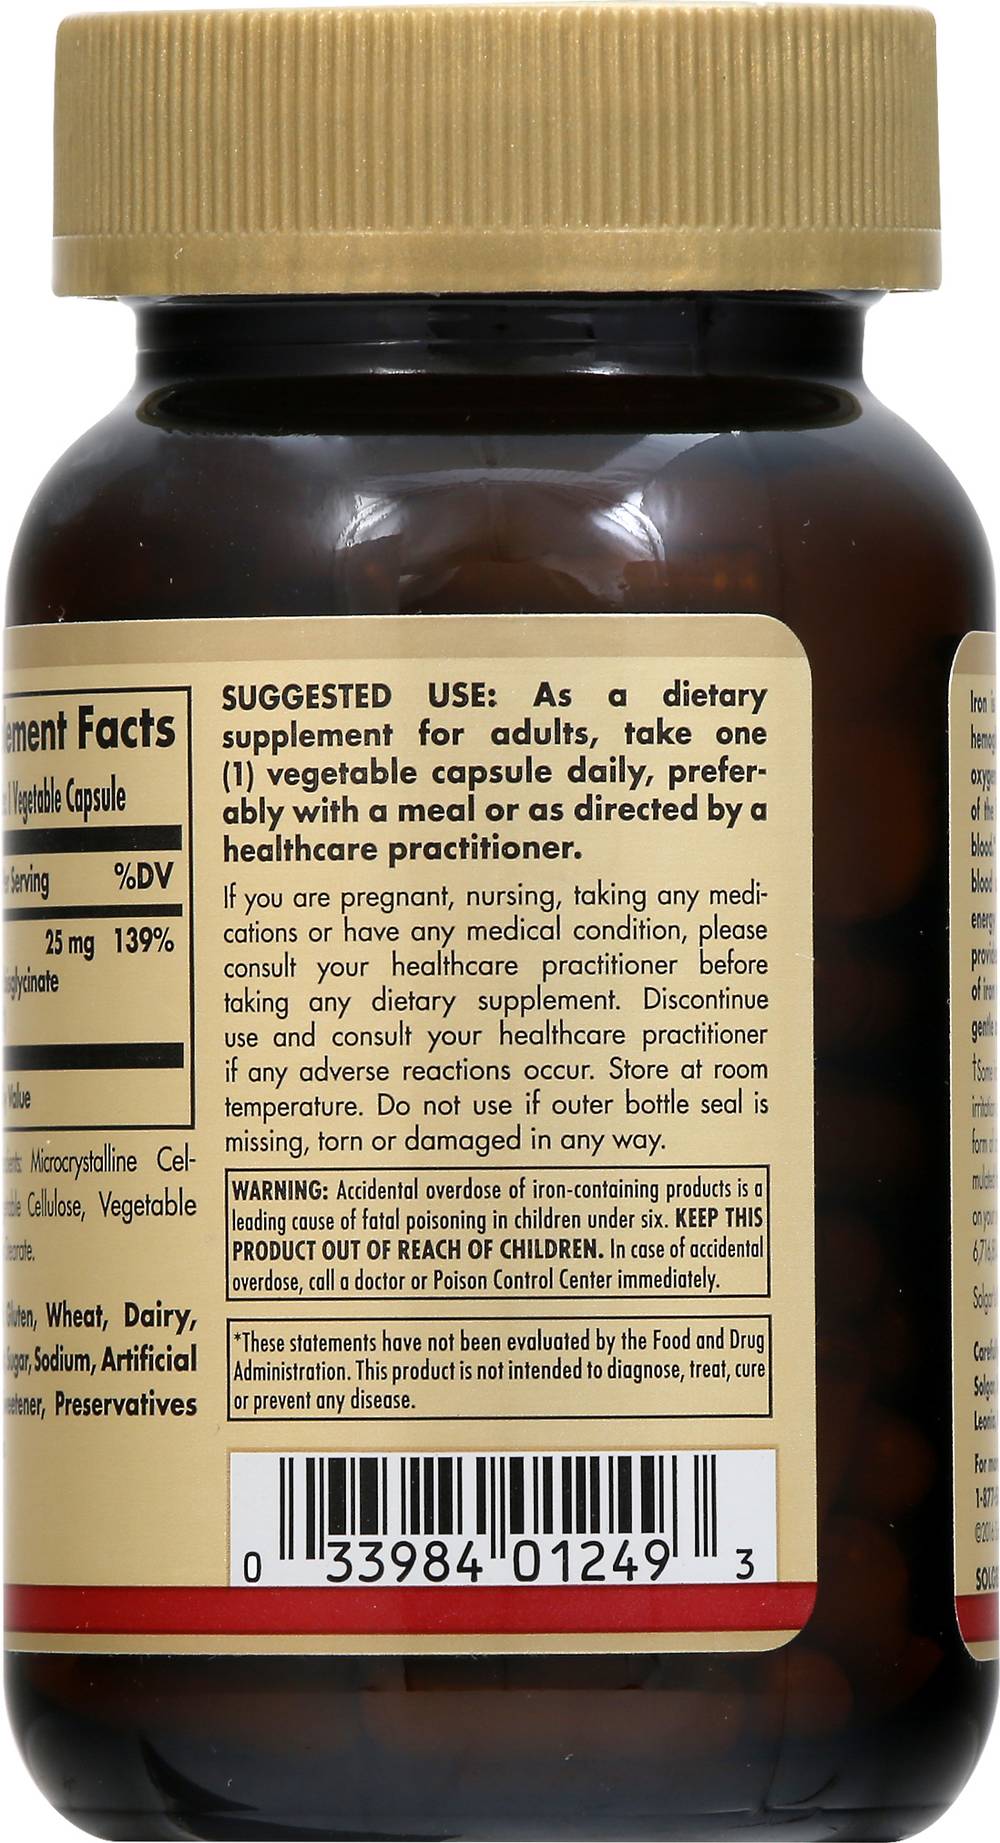 Facts
Vegetable Capsule
Serving %DV
25 mg 139%
Value
Microcrystalline Cel-
Cellulose, Vegetable
Gluten, Wheat, Dairy,
Sugar, Sodium, Artificial
Preservatives
SUGGESTED USE: As a dietary
supplement for adults, take one
(1) vegetable capsule daily, prefer-
ably with a meal or as directed by a
healthcare practitioner.
If you are pregnant, nursing, taking any medi-
cations or have any medical condition, please
consult your healthcare practitioner before
taking any dietary supplement. Discontinue
use and consult your healthcare practitioner
if any adverse reactions occur. Store at room
temperature. Do not use if outer bottle seal is
missing, torn or damaged in any way.
WARNING: Accidental overdose of iron-containing products is a
leading cause of fatal poisoning in children under six. KEEP THIS
PRODUCT OUT OF REACH OF CHILDREN. In case of accidental
overdose, call a doctor or Poison Control Center immediately.
*These statements have not been evaluated by the Food and Drug
Administration. This product is not intended to diagnose, treat, cure
or prevent any disease.
0 33984 01249 3
Iron
of the
blood
of iron